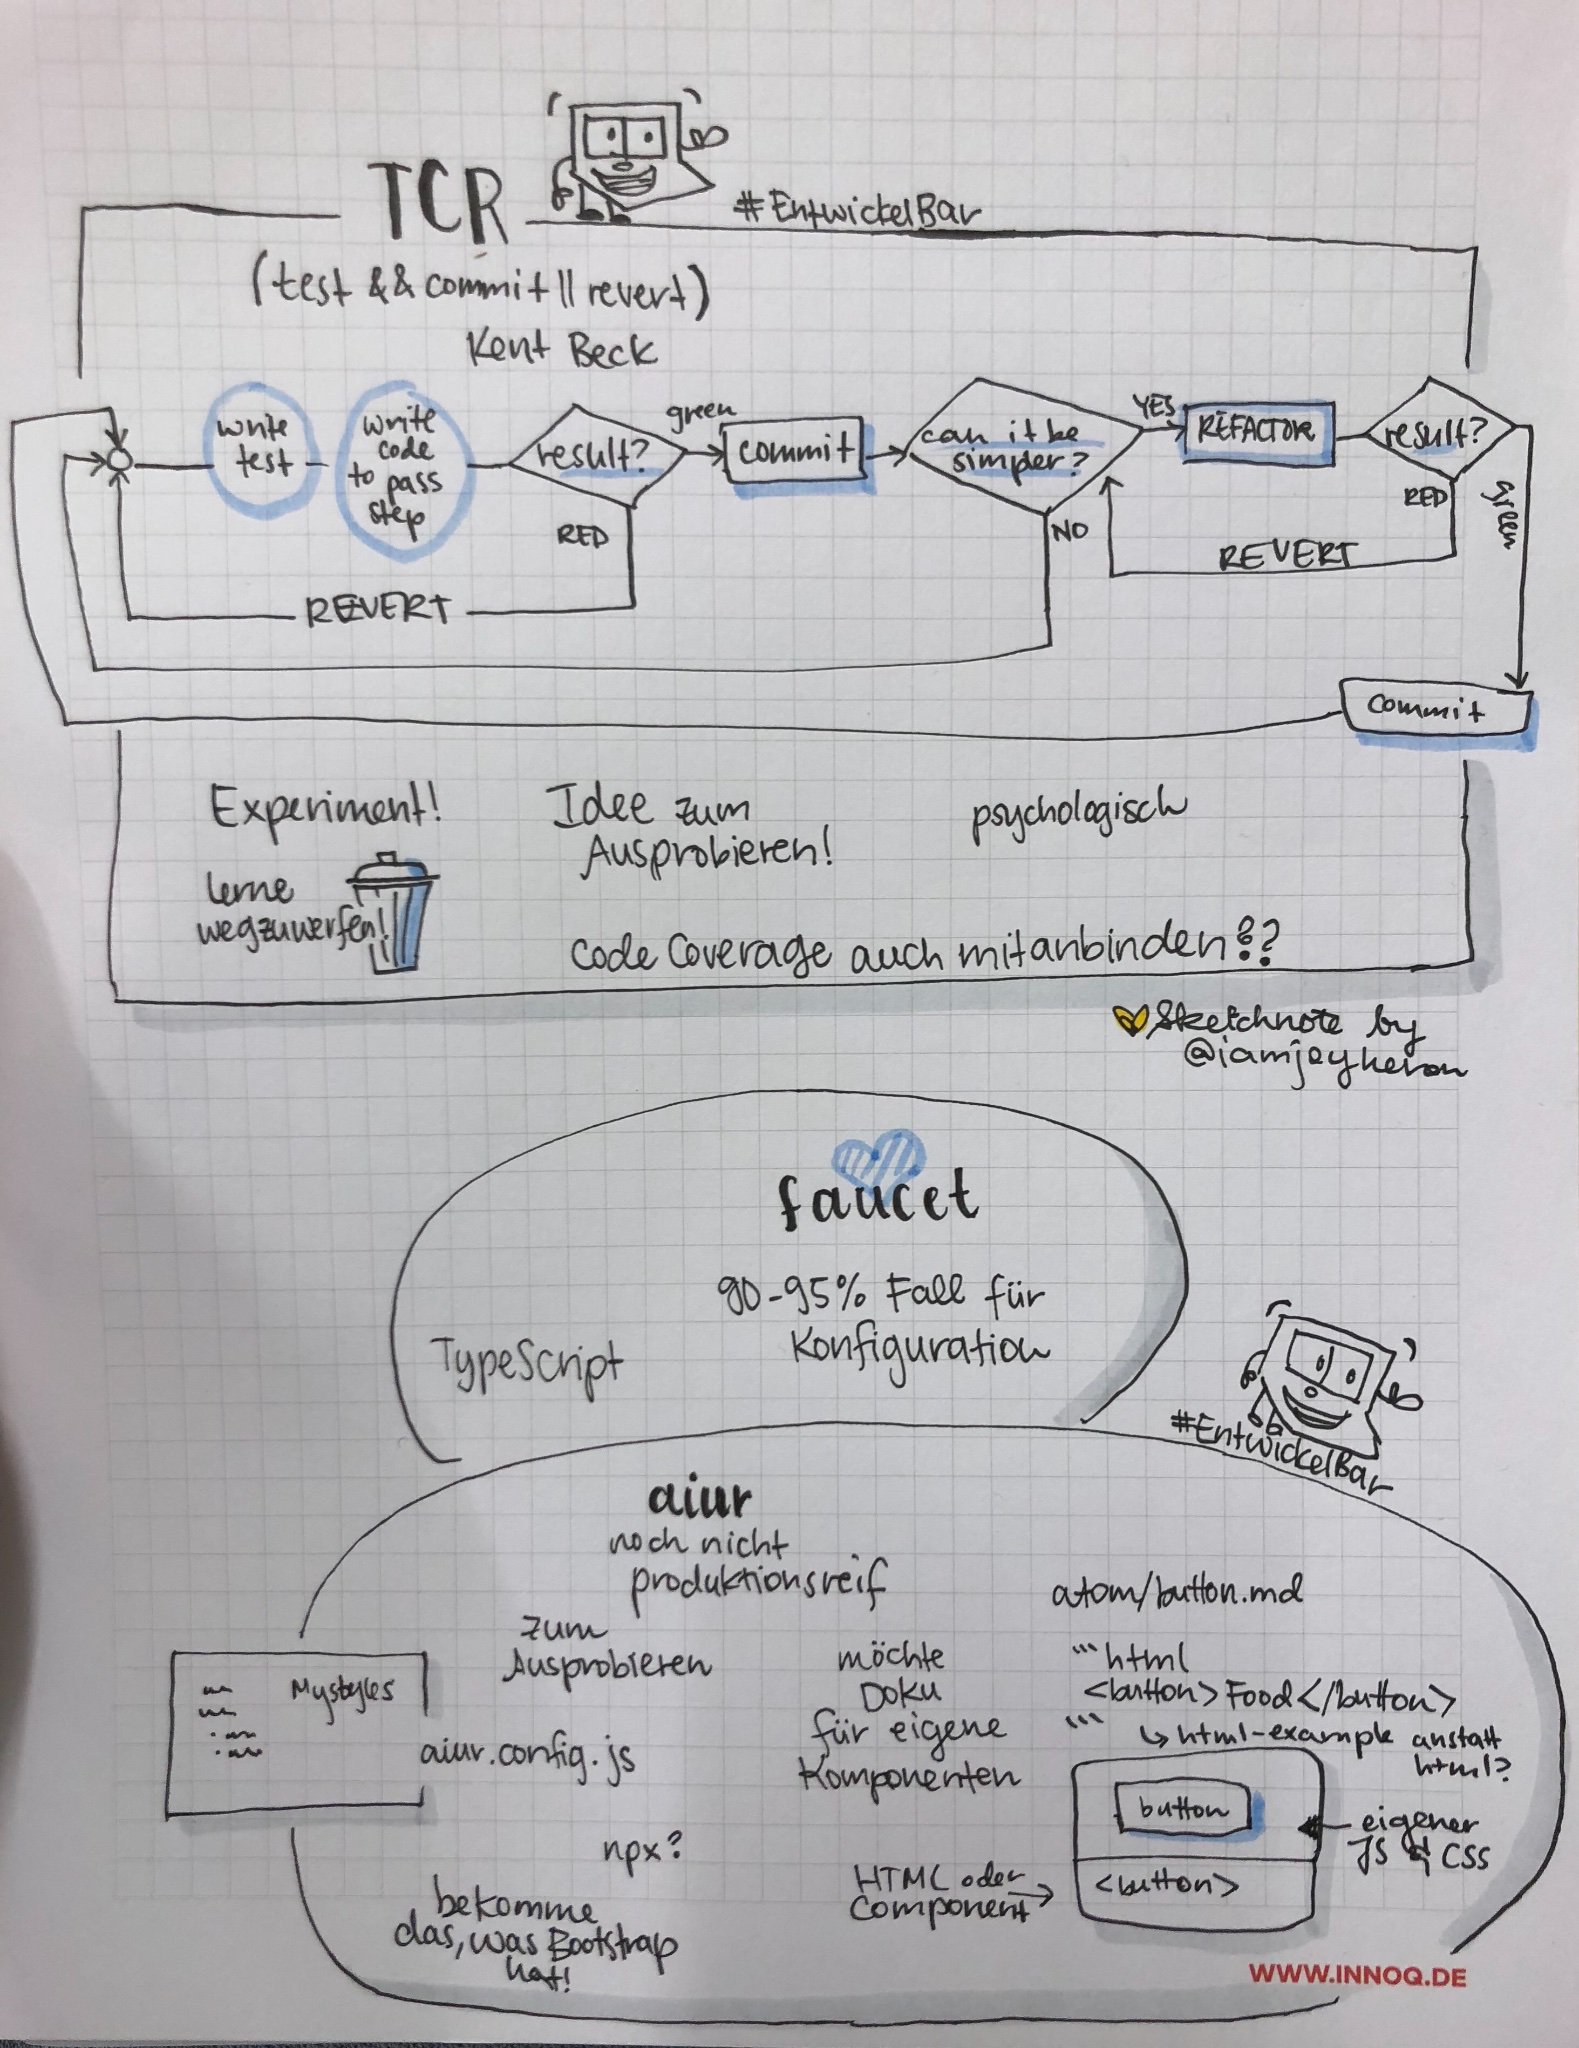 TCR
#EntwickelBar
(test && commit || revert)
Kent Beck
write
test
write
code
to pass
step
result?
green
commit
can it be
simpler?
YES
REFACTOR
result?
RED
NO
RED
green
REVERT
REVERT
commit
Experiment!
Idee zum
Ausprobieren!
psychologisch
lerne
wegzuwerfen!
Code Coverage auch mitanbinden??
Sketchnote by
@iamjoyheron
faucet
90-95% Fall für
Konfiguration
TypeScript
#EntwickelBar
aiur
noch nicht
produktionsreif
zum
Ausprobieren
Mystyles
aiur.config.js
npx?
bekomme
das, was Bootstrap
hat!
möchte
Doku
für eigene
Komponenten
atom/button.md
```html
<button>Food</button>
```
↳ html-example anstatt
html?
button
<button>
eigener
JS & CSS
HTML oder
Component
WWW.INNOQ.DE